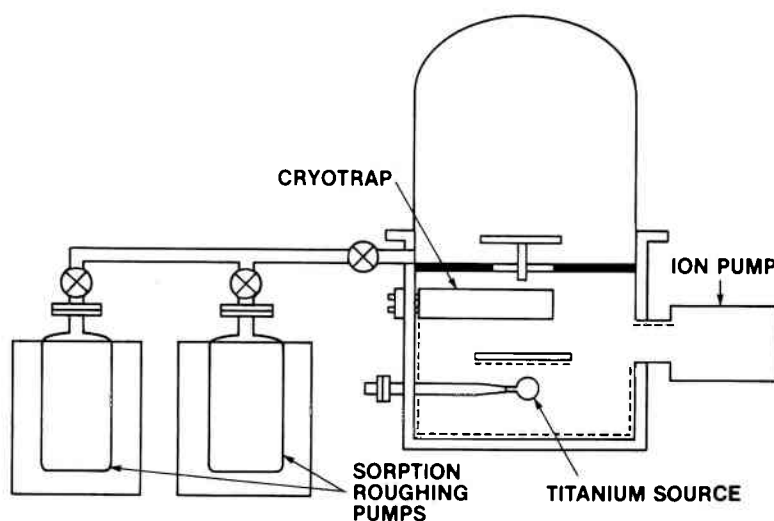 CRYOTRAP
ION PUMP
SORPTION
ROUGHING
PUMPS
TITANIUM SOURCE